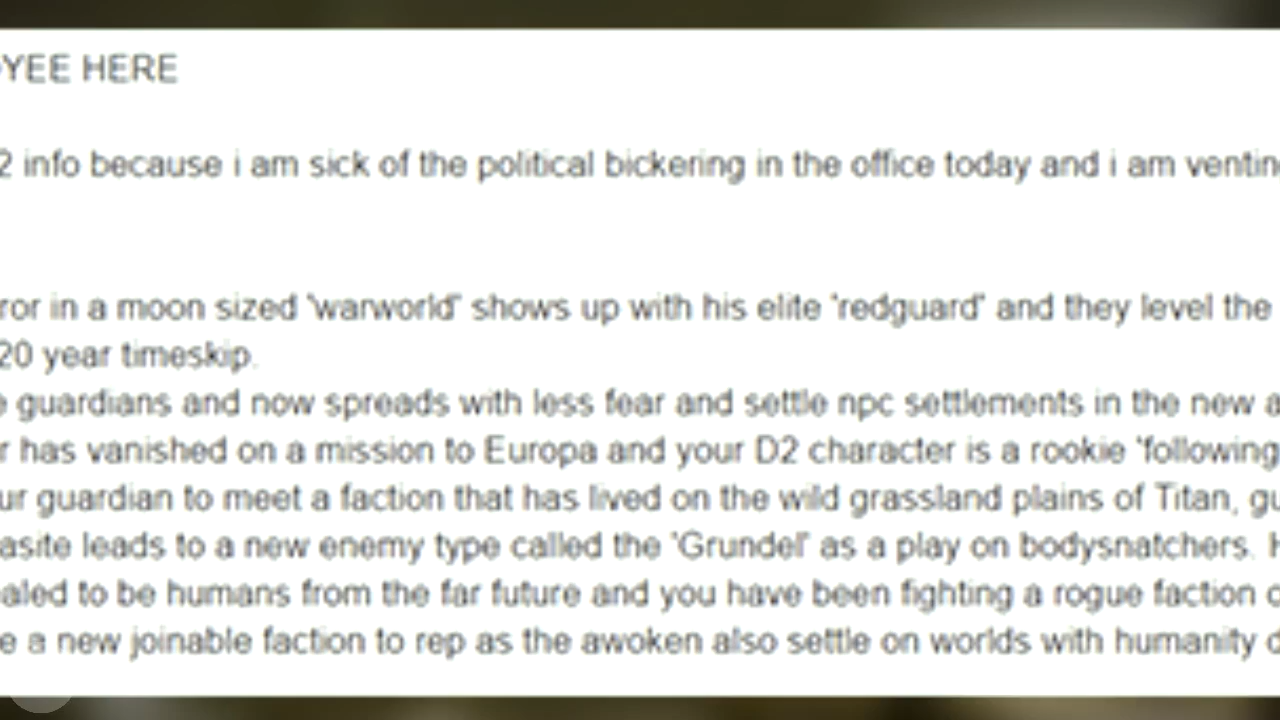 YEE HERE
2 info because i am sick of the political bickering in the office today and i am venting
ror in a moon sized 'warworld' shows up with his elite 'redguard' and they level the
20 year timeskip.
e guardians and now spreads with less fear and settle npc settlements in the new a
r has vanished on a mission to Europa and your D2 character is a rookie 'following
ur guardian to meet a faction that has lived on the wild grassland plains of Titan, gu
asite leads to a new enemy type called the 'Grundel' as a play on bodysnatchers. H
aled to be humans from the far future and you have been fighting a rogue faction o
e a new joinable faction to rep as the awoken also settle on worlds with humanity o